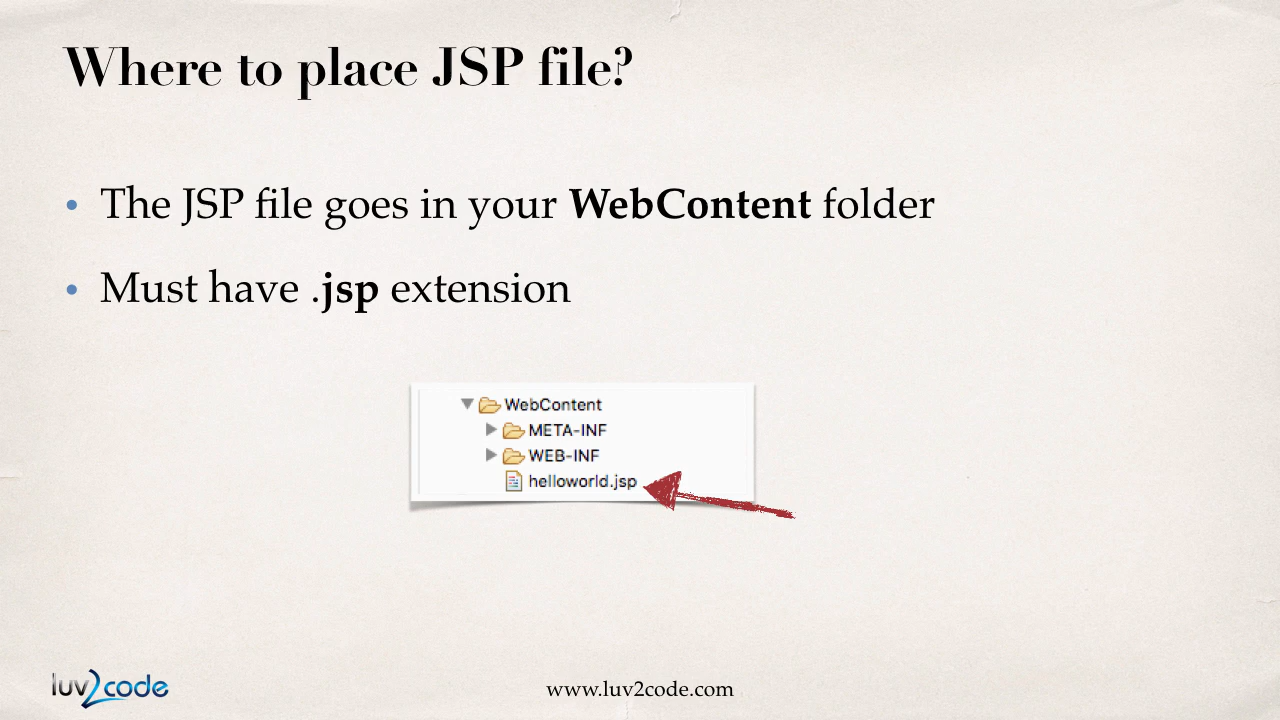 Where to place JSP file?
• The JSP file goes in your WebContent folder
• Must have .jsp extension
WebContent
META-INF
WEB-INF
helloworld.jsp
luv2code
www.luv2code.com